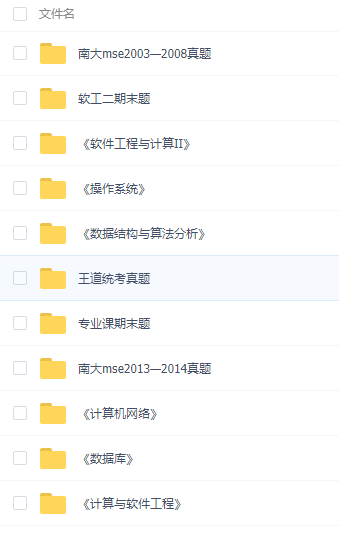 文件名
南大mse2003—2008真题
软工二期末题
《软件工程与计算II》
《操作系统》
《数据结构与算法分析》
王道统考真题
专业课期末题
南大mse2013—2014真题
《计算机网络》
《数据库》
《计算与软件工程》